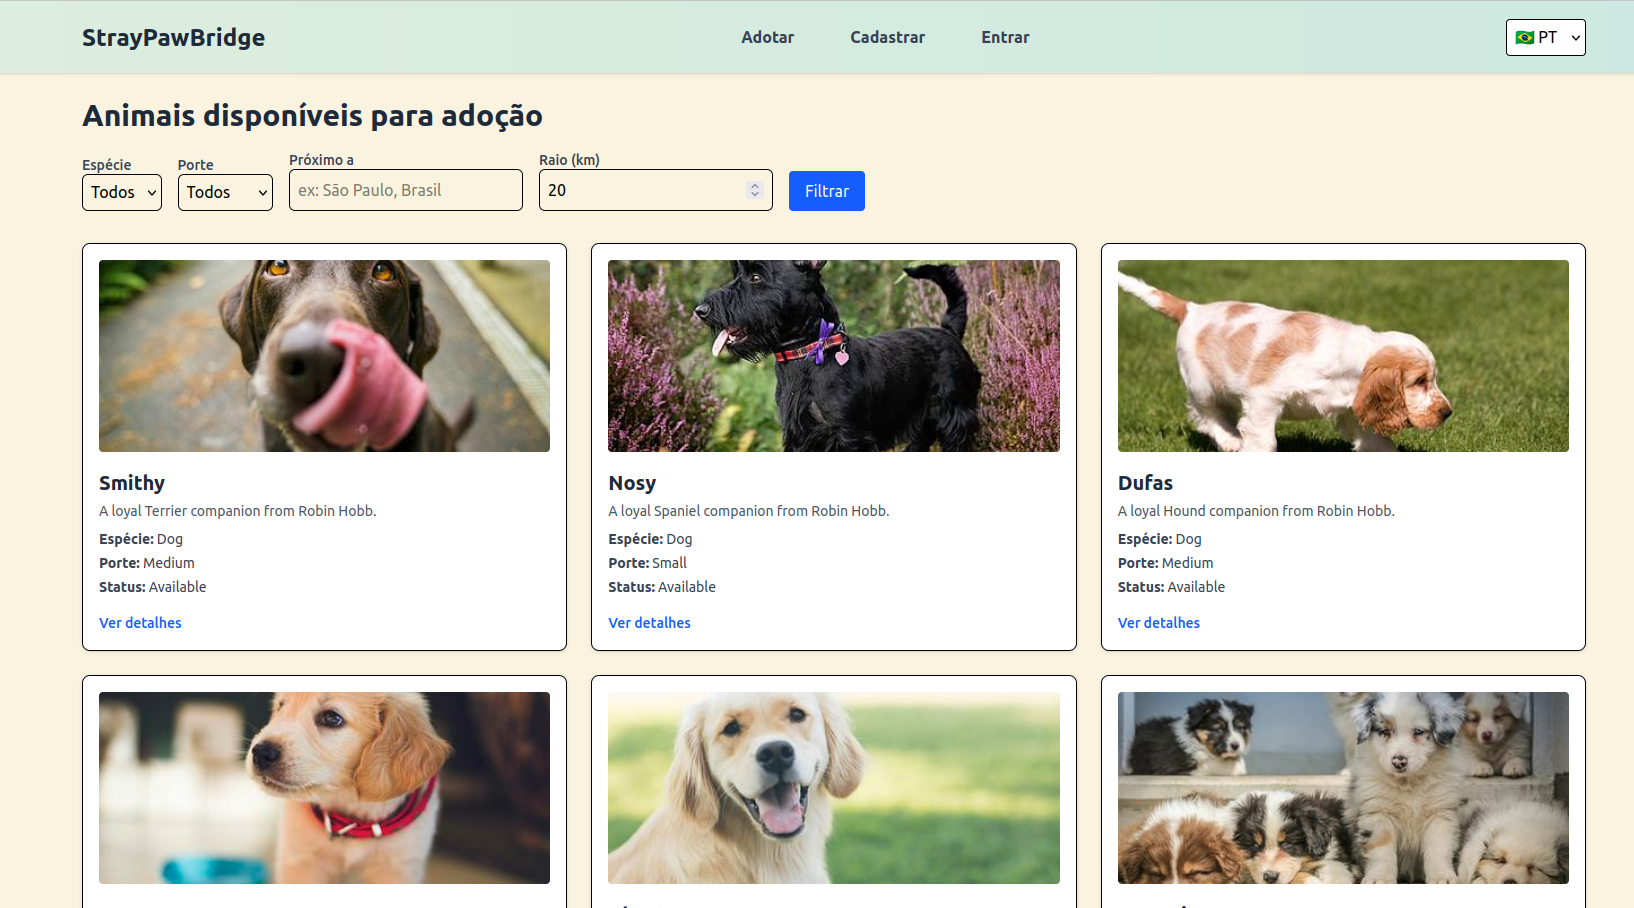 StrayPawBridge
Adotar Cadastrar Entrar
🇧🇷 PT
Animais disponíveis para adoção
Espécie Porte Próximo a Raio (km)
Todos Todos ex: São Paulo, Brasil 20 Filtrar
Smithy
A loyal Terrier companion from Robin Hobb.
Espécie: Dog
Porte: Medium
Status: Available
Ver detalhes
Nosy
A loyal Spaniel companion from Robin Hobb.
Espécie: Dog
Porte: Small
Status: Available
Ver detalhes
Dufas
A loyal Hound companion from Robin Hobb.
Espécie: Dog
Porte: Medium
Status: Available
Ver detalhes